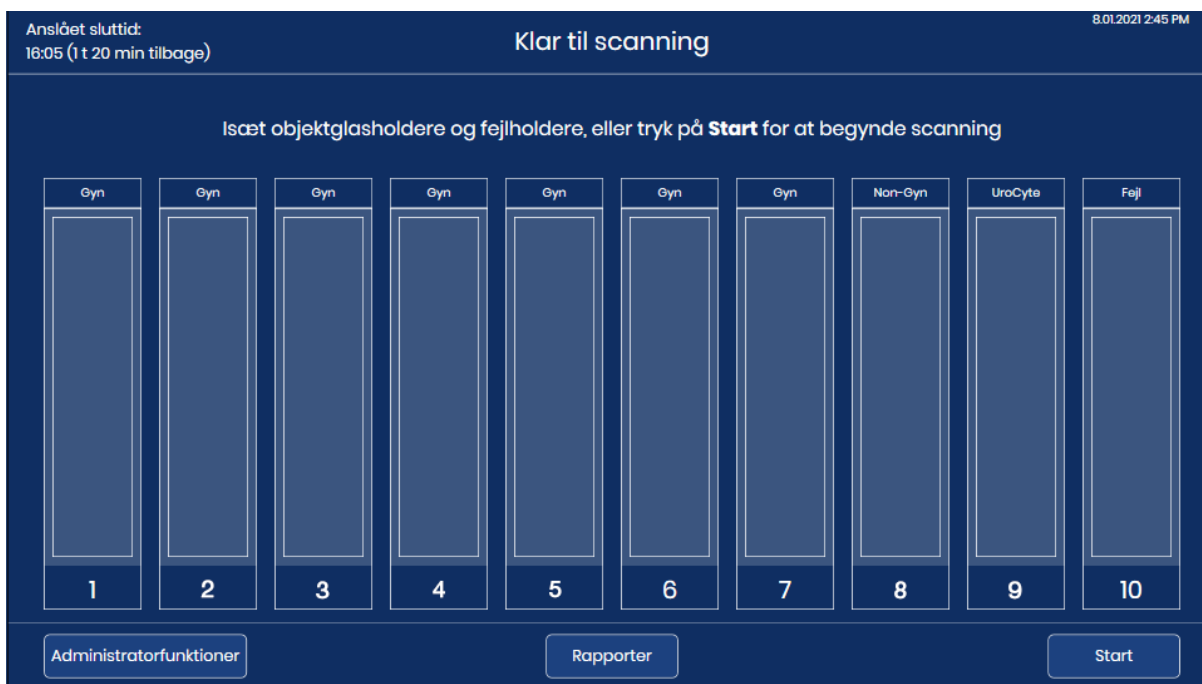 Anslået sluttid:
16:05 (1 t 20 min tilbage)
Klar til scanning
8.01.2021 2:45 PM
Isæt objektglasholdere og fejlholdere, eller tryk på Start for at begynde scanning
Gyn Gyn Gyn Gyn Gyn Gyn Gyn Non-Gyn UroCyte Fejl
1 2 3 4 5 6 7 8 9 10
Administratorfunktioner Rapporter Start